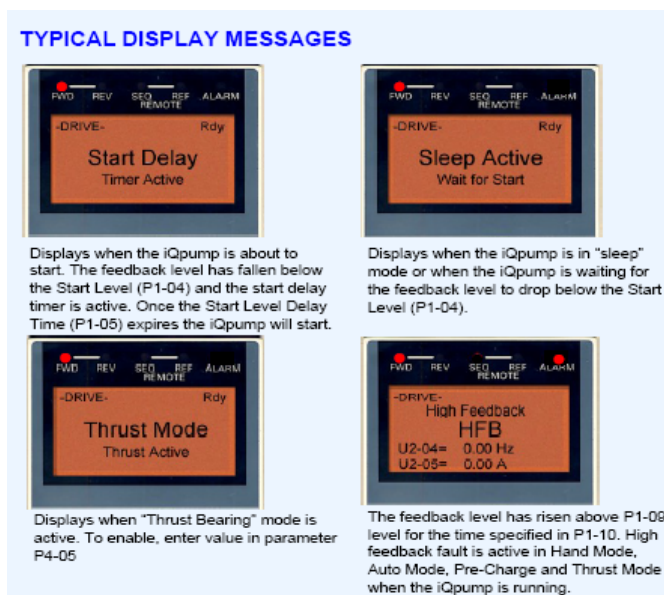 TYPICAL DISPLAY MESSAGES
FWD REV SEQ REF ALARM
REMOTE
-DRIVE- Rdy
Start Delay
Timer Active
Displays when the iQpump is about to
start. The feedback level has fallen below
the Start Level (P1-04) and the start delay
timer is active. Once the Start Level Delay
Time (P1-05) expires the iQpump will start.
FWD REV SEQ REF ALARM
REMOTE
-DRIVE- Rdy
Sleep Active
Wait for Start
Displays when the iQpump is in "sleep"
mode or when the iQpump is waiting for
the feedback level to drop below the Start
Level (P1-04).
FWD REV SEQ REF ALARM
REMOTE
-DRIVE- Rdy
Thrust Mode
Thrust Active
Displays when "Thrust Bearing" mode is
active. To enable, enter value in parameter
P4-05
FWD REV SEQ REF ALARM
REMOTE
-DRIVE-
High Feedback
HFB
U2-04= 0.00 Hz
U2-05= 0.00 A
The feedback level has risen above P1-09
level for the time specified in P1-10. High
feedback fault is active in Hand Mode,
Auto Mode, Pre-Charge and Thrust Mode
when the iQpump is running.